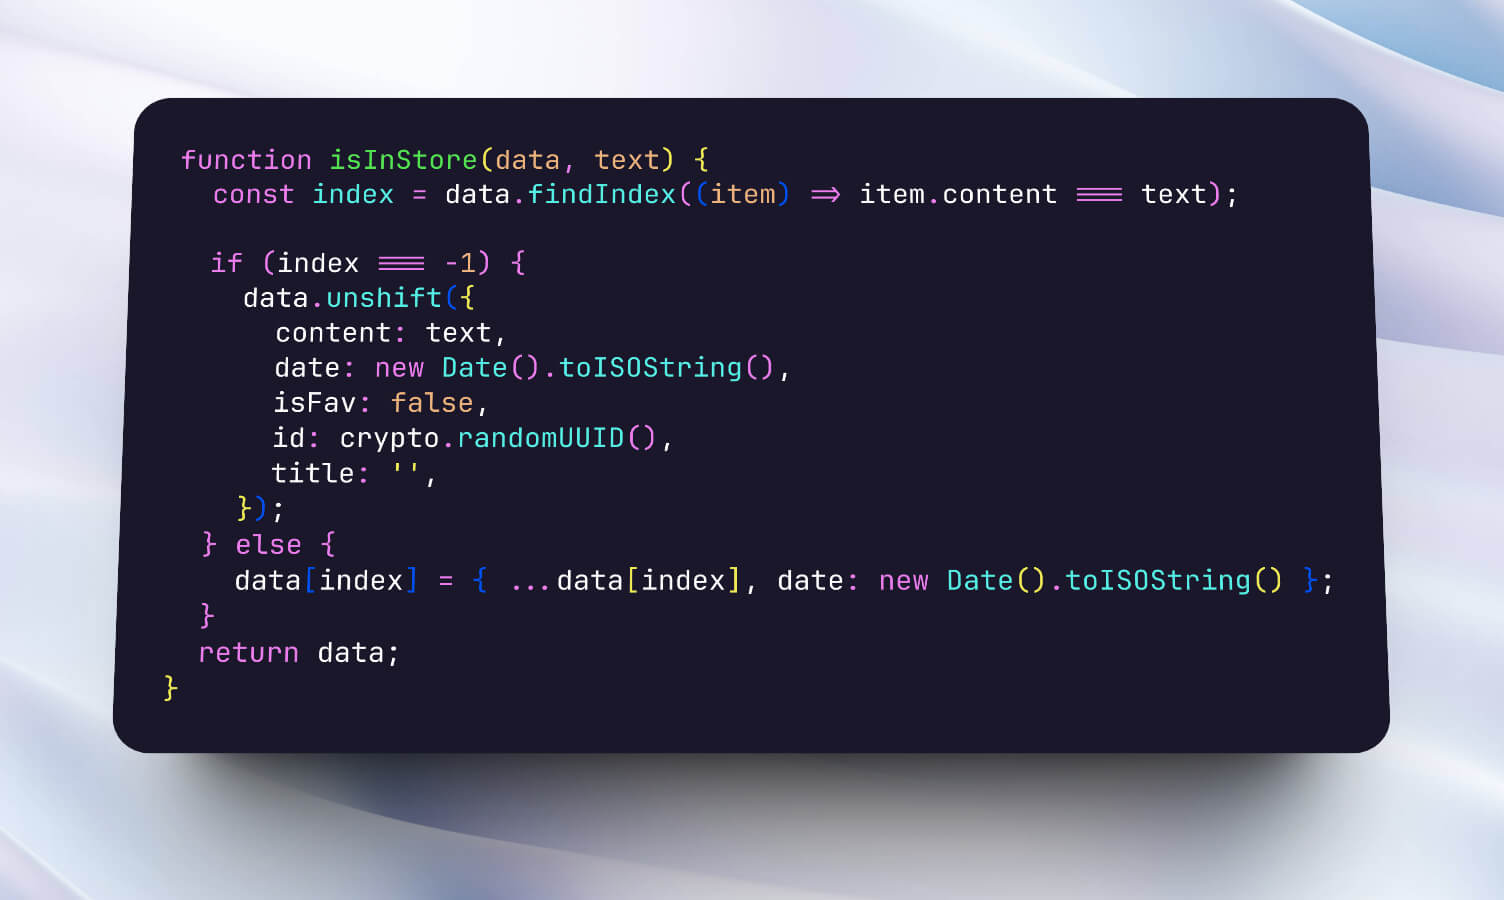 function isInStore(data, text) {
  const index = data.findIndex((item) => item.content === text);

  if (index === -1) {
    data.unshift({
      content: text,
      date: new Date().toISOString(),
      isFav: false,
      id: crypto.randomUUID(),
      title: '',
    });
  } else {
    data[index] = { ...data[index], date: new Date().toISOString() };
  }
  return data;
}